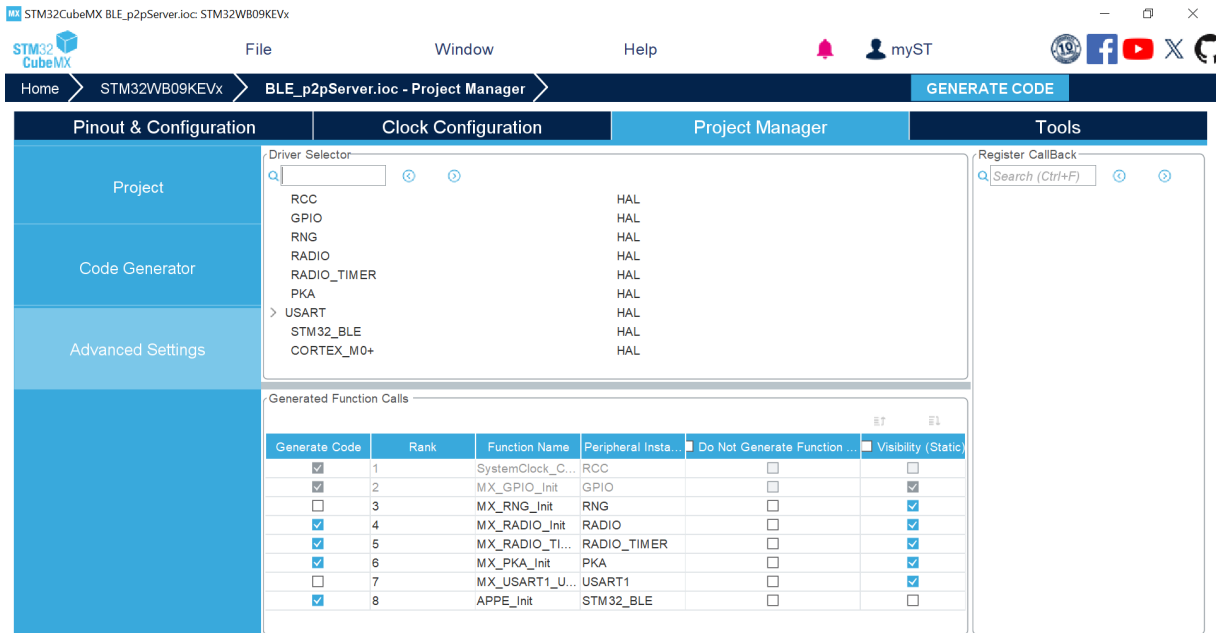 MX STM32CubeMX BLE_p2pServer.ioc: STM32WB09KEVx
STM32
CubeMX
File Window Help myST 10
Home STM32WB09KEVx BLE_p2pServer.ioc - Project Manager GENERATE CODE
Pinout & Configuration Clock Configuration Project Manager Tools
Project
Code Generator
Advanced Settings
Driver Selector
RCC HAL
GPIO HAL
RNG HAL
RADIO HAL
RADIO_TIMER HAL
PKA HAL
USART HAL
STM32_BLE HAL
CORTEX_M0+ HAL
Generated Function Calls
Generate Code Rank Function Name Peripheral Insta... Do Not Generate Function ... Visibility (Static)
1 SystemClock_C... RCC
2 MX_GPIO_Init GPIO
3 MX_RNG_Init RNG
4 MX_RADIO_Init RADIO
5 MX_RADIO_TI... RADIO_TIMER
6 MX_PKA_Init PKA
7 MX_USART1_U... USART1
8 APPE_Init STM32_BLE
Register CallBack
Search (Ctrl+F)